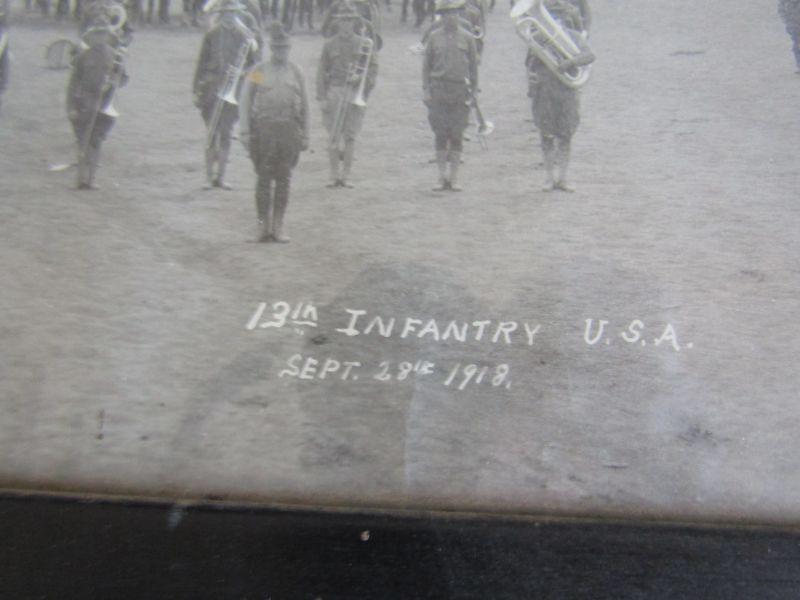 13th INFANTRY U.S.A.
SEPT. 28th 1918.